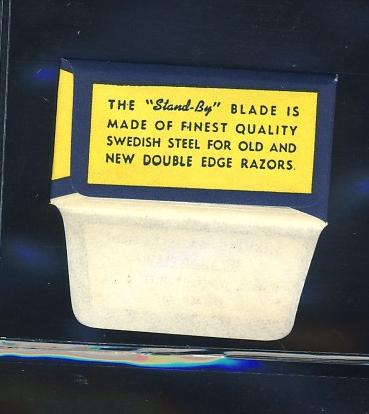 THE "Stand-By" BLADE IS
MADE OF FINEST QUALITY
SWEDISH STEEL FOR OLD AND
NEW DOUBLE EDGE RAZORS.